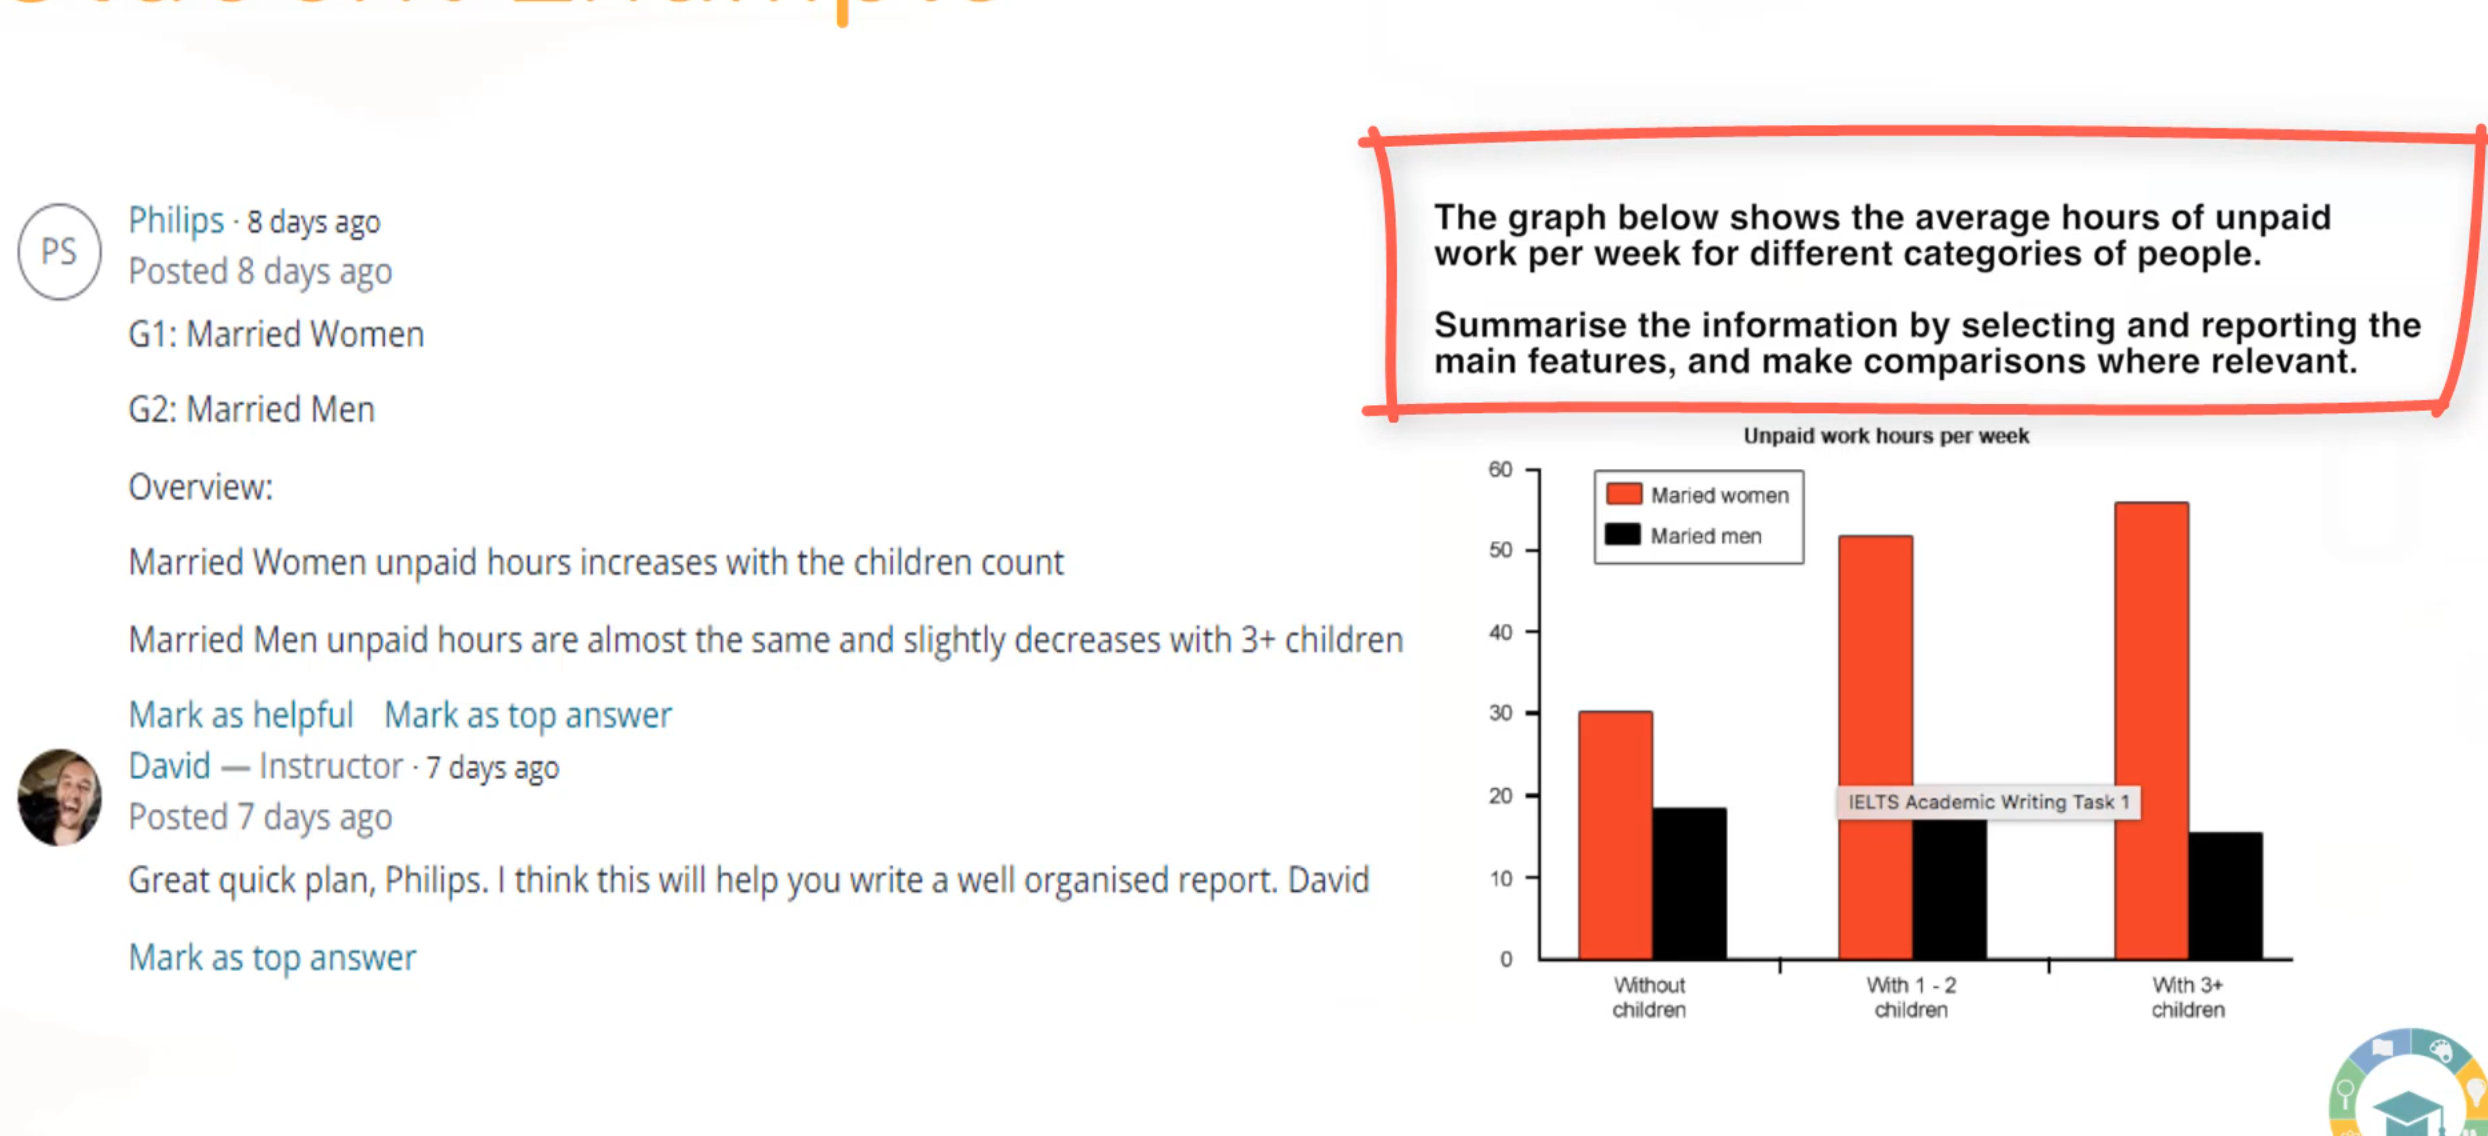 Student Example
PS
Philips · 8 days ago
Posted 8 days ago
G1: Married Women
G2: Married Men
Overview:
Married Women unpaid hours increases with the children count
Married Men unpaid hours are almost the same and slightly decreases with 3+ children
Mark as helpful Mark as top answer
David — Instructor · 7 days ago
Posted 7 days ago
Great quick plan, Philips. I think this will help you write a well organised report. David
Mark as top answer
The graph below shows the average hours of unpaid
work per week for different categories of people.
Summarise the information by selecting and reporting the
main features, and make comparisons where relevant.
Unpaid work hours per week
60
50
40
30
20
10
0
Maried women
Maried men
IELTS Academic Writing Task 1
Without
children
With 1 - 2
children
With 3+
children